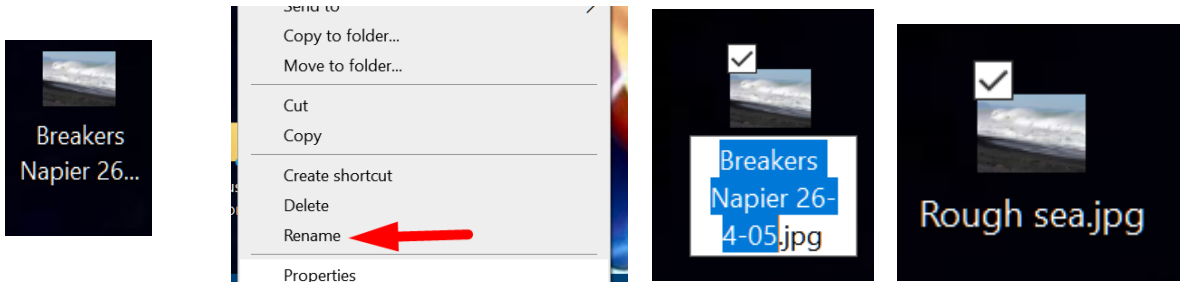 Breakers
Napier 26...
Send to
Copy to folder...
Move to folder...
Cut
Copy
Create shortcut
Delete
Rename
Properties
Breakers
Napier 26-
4-05.jpg
Rough sea.jpg